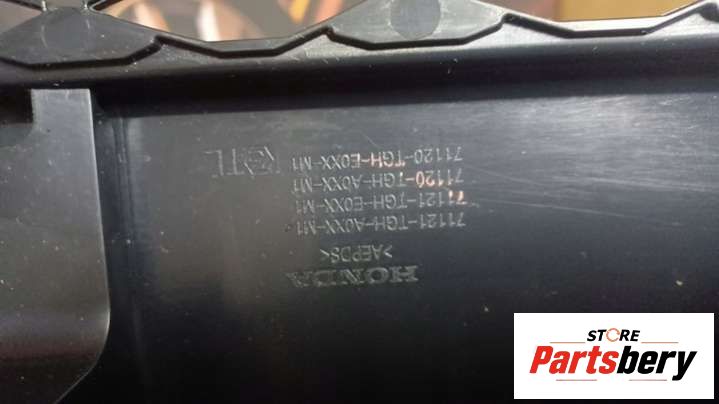 HONDA
>AEPDS<
71121-TGH-A0XX-M1
71121-TGH-E0XX-M1
71120-TGH-A0XX-M1
71120-TGH-E0XX-M1
STORE
Partsbery